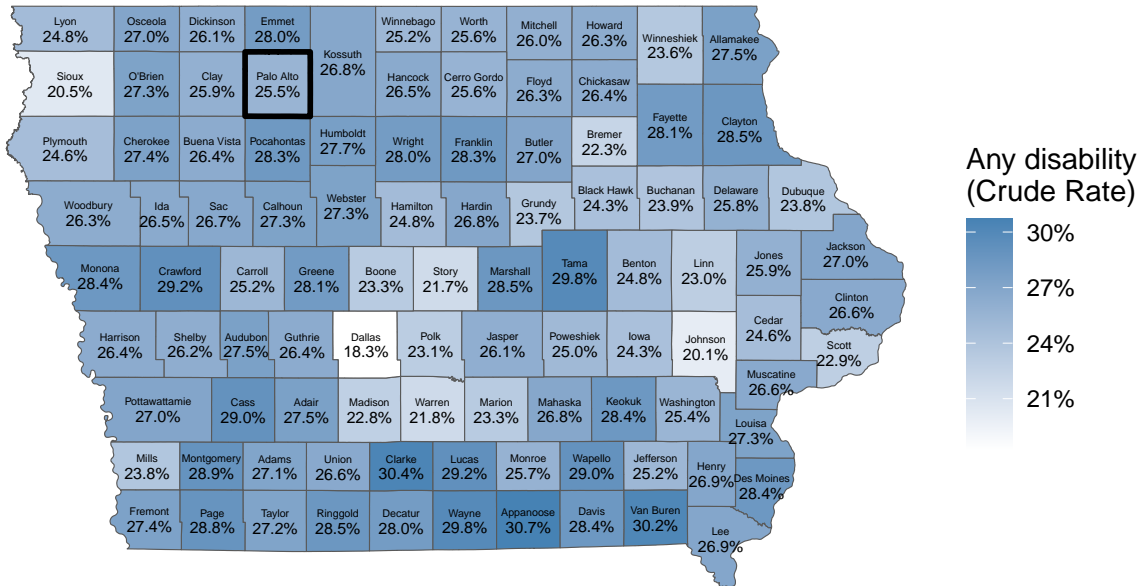 Lyon
24.8%
Osceola
27.0%
Dickinson
26.1%
Emmet
28.0%
Winnebago
25.2%
Worth
25.6%
Mitchell
26.0%
Howard
26.3%
Winneshiek
23.6%
Allamakee
27.5%
Kossuth
26.8%
Sioux
20.5%
O'Brien
27.3%
Clay
25.9%
Palo Alto
25.5%
Hancock
26.5%
Cerro Gordo
25.6%
Floyd
26.3%
Chickasaw
26.4%
Fayette
28.1%
Clayton
28.5%
Plymouth
24.6%
Cherokee
27.4%
Buena Vista
26.4%
Pocahontas
28.3%
Humboldt
27.7%
Wright
28.0%
Franklin
28.3%
Butler
27.0%
Bremer
22.3%
Woodbury
26.3%
Ida
26.5%
Sac
26.7%
Calhoun
27.3%
Webster
27.3%
Hamilton
24.8%
Hardin
26.8%
Grundy
23.7%
Black Hawk
24.3%
Buchanan
23.9%
Delaware
25.8%
Dubuque
23.8%
Monona
28.4%
Crawford
29.2%
Carroll
25.2%
Greene
28.1%
Boone
23.3%
Story
21.7%
Marshall
28.5%
Tama
29.8%
Benton
24.8%
Linn
23.0%
Jones
25.9%
Jackson
27.0%
Clinton
26.6%
Harrison
26.4%
Shelby
26.2%
Audubon
27.5%
Guthrie
26.4%
Dallas
18.3%
Polk
23.1%
Jasper
26.1%
Poweshiek
25.0%
Iowa
24.3%
Johnson
20.1%
Cedar
24.6%
Scott
22.9%
Muscatine
26.6%
Pottawattamie
27.0%
Cass
29.0%
Adair
27.5%
Madison
22.8%
Warren
21.8%
Marion
23.3%
Mahaska
26.8%
Keokuk
28.4%
Washington
25.4%
Louisa
27.3%
Mills
23.8%
Montgomery
28.9%
Adams
27.1%
Union
26.6%
Clarke
30.4%
Lucas
29.2%
Monroe
25.7%
Wapello
29.0%
Jefferson
25.2%
Henry
26.9%
Des Moines
28.4%
Fremont
27.4%
Page
28.8%
Taylor
27.2%
Ringgold
28.5%
Decatur
28.0%
Wayne
29.8%
Appanoose
30.7%
Davis
28.4%
Van Buren
30.2%
Lee
26.9%
Any disability
(Crude Rate)
30%
27%
24%
21%